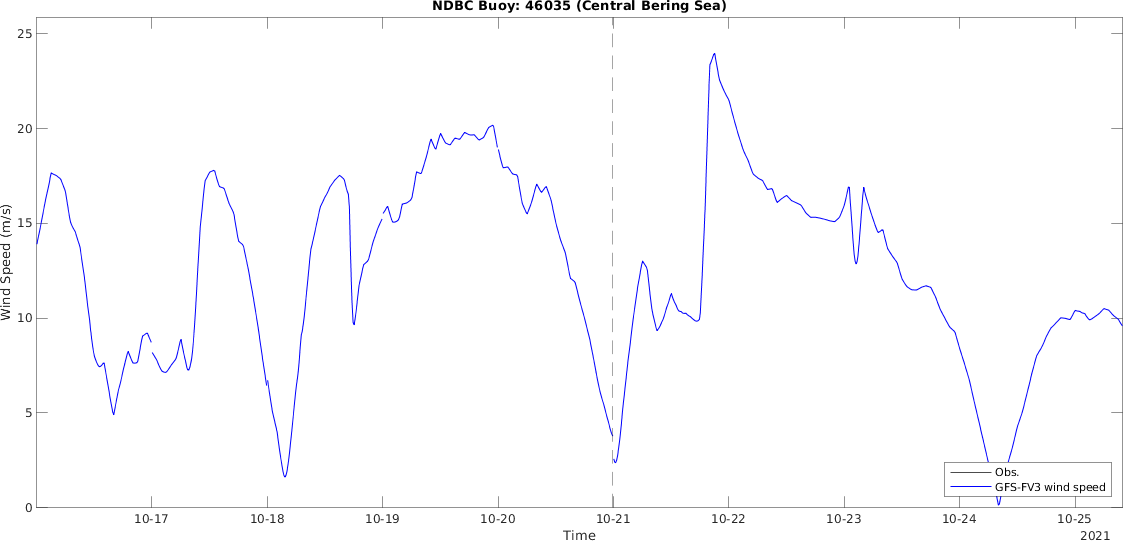 NDBC Buoy: 46035 (Central Bering Sea)
25
20
15
10
5
0
Wind Speed (m/s)
10-17 10-18 10-19 10-20 10-21 10-22 10-23 10-24 10-25
Time
2021
Obs.
GFS-FV3 wind speed